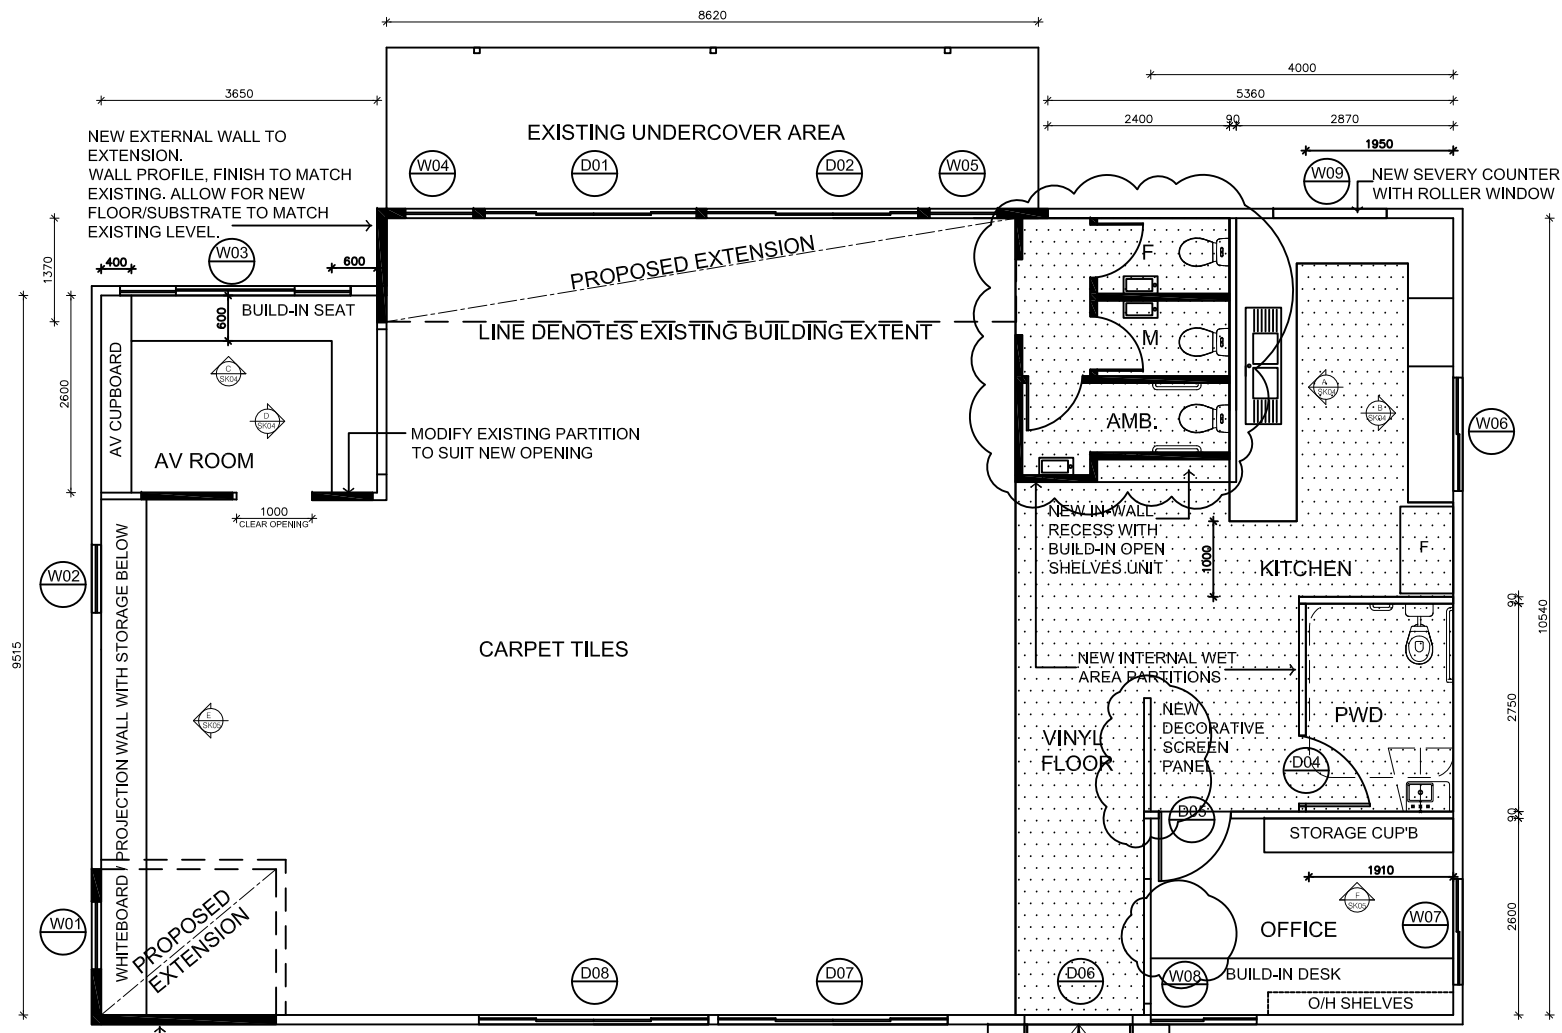 8620
4000
3650
5360
2400
90
2870
1950
NEW EXTERNAL WALL TO
EXTENSION.
WALL PROFILE, FINISH TO MATCH
EXISTING. ALLOW FOR NEW
FLOOR/SUBSTRATE TO MATCH
EXISTING LEVEL.
EXISTING UNDERCOVER AREA
W04
D01
D02
W05
W09
NEW SEVERY COUNTER
WITH ROLLER WINDOW
1370
W03
400
600
PROPOSED EXTENSION
F
BUILD-IN SEAT
600
LINE DENOTES EXISTING BUILDING EXTENT
M
AV CUPBOARD
2600
C
SK04
D
SK04
A
SK04
B
SK04
AMB.
W06
MODIFY EXISTING PARTITION
TO SUIT NEW OPENING
AV ROOM
1000
CLEAR OPENING
NEW IN-WALL
RECESS WITH
BUILD-IN OPEN
SHELVES UNIT
1000
F
KITCHEN
W02
90
10540
9515
WHITEBOARD / PROJECTION WALL WITH STORAGE BELOW
CARPET TILES
NEW INTERNAL WET
AREA PARTITIONS
2750
E
SK05
NEW
DECORATIVE
SCREEN
PANEL
PWD
VINYL
FLOOR
D04
D05
90
STORAGE CUP'B
1910
F
SK05
W01
PROPOSED
EXTENSION
OFFICE
W07
2600
D08
D07
D06
W08
BUILD-IN DESK
O/H SHELVES